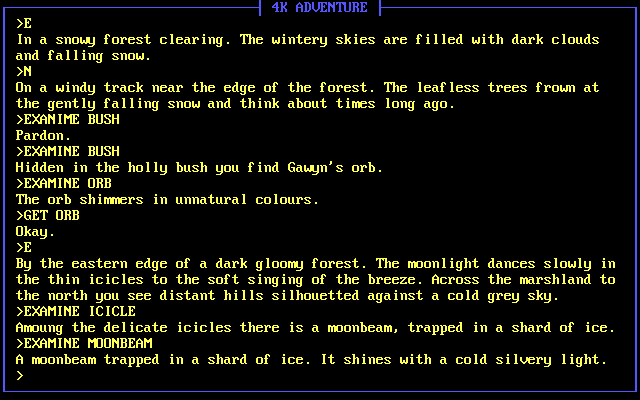 4K ADVENTURE
>E
In a snowy forest clearing. The wintery skies are filled with dark clouds
and falling snow.
>N
On a windy track near the edge of the forest. The leafless trees frown at
the gently falling snow and think about times long ago.
>EXANIME BUSH
Pardon.
>EXAMINE BUSH
Hidden in the holly bush you find Gawyn's orb.
>EXAMINE ORB
The orb shimmers in unnatural colours.
>GET ORB
Okay.
>E
By the eastern edge of a dark gloomy forest. The moonlight dances slowly in
the thin icicles to the soft singing of the breeze. Across the marshland to
the north you see distant hills silhouetted against a cold grey sky.
>EXAMINE ICICLE
Amoung the delicate icicles there is a moonbeam, trapped in a shard of ice.
>EXAMINE MOONBEAM
A moonbeam trapped in a shard of ice. It shines with a cold silvery light.
>